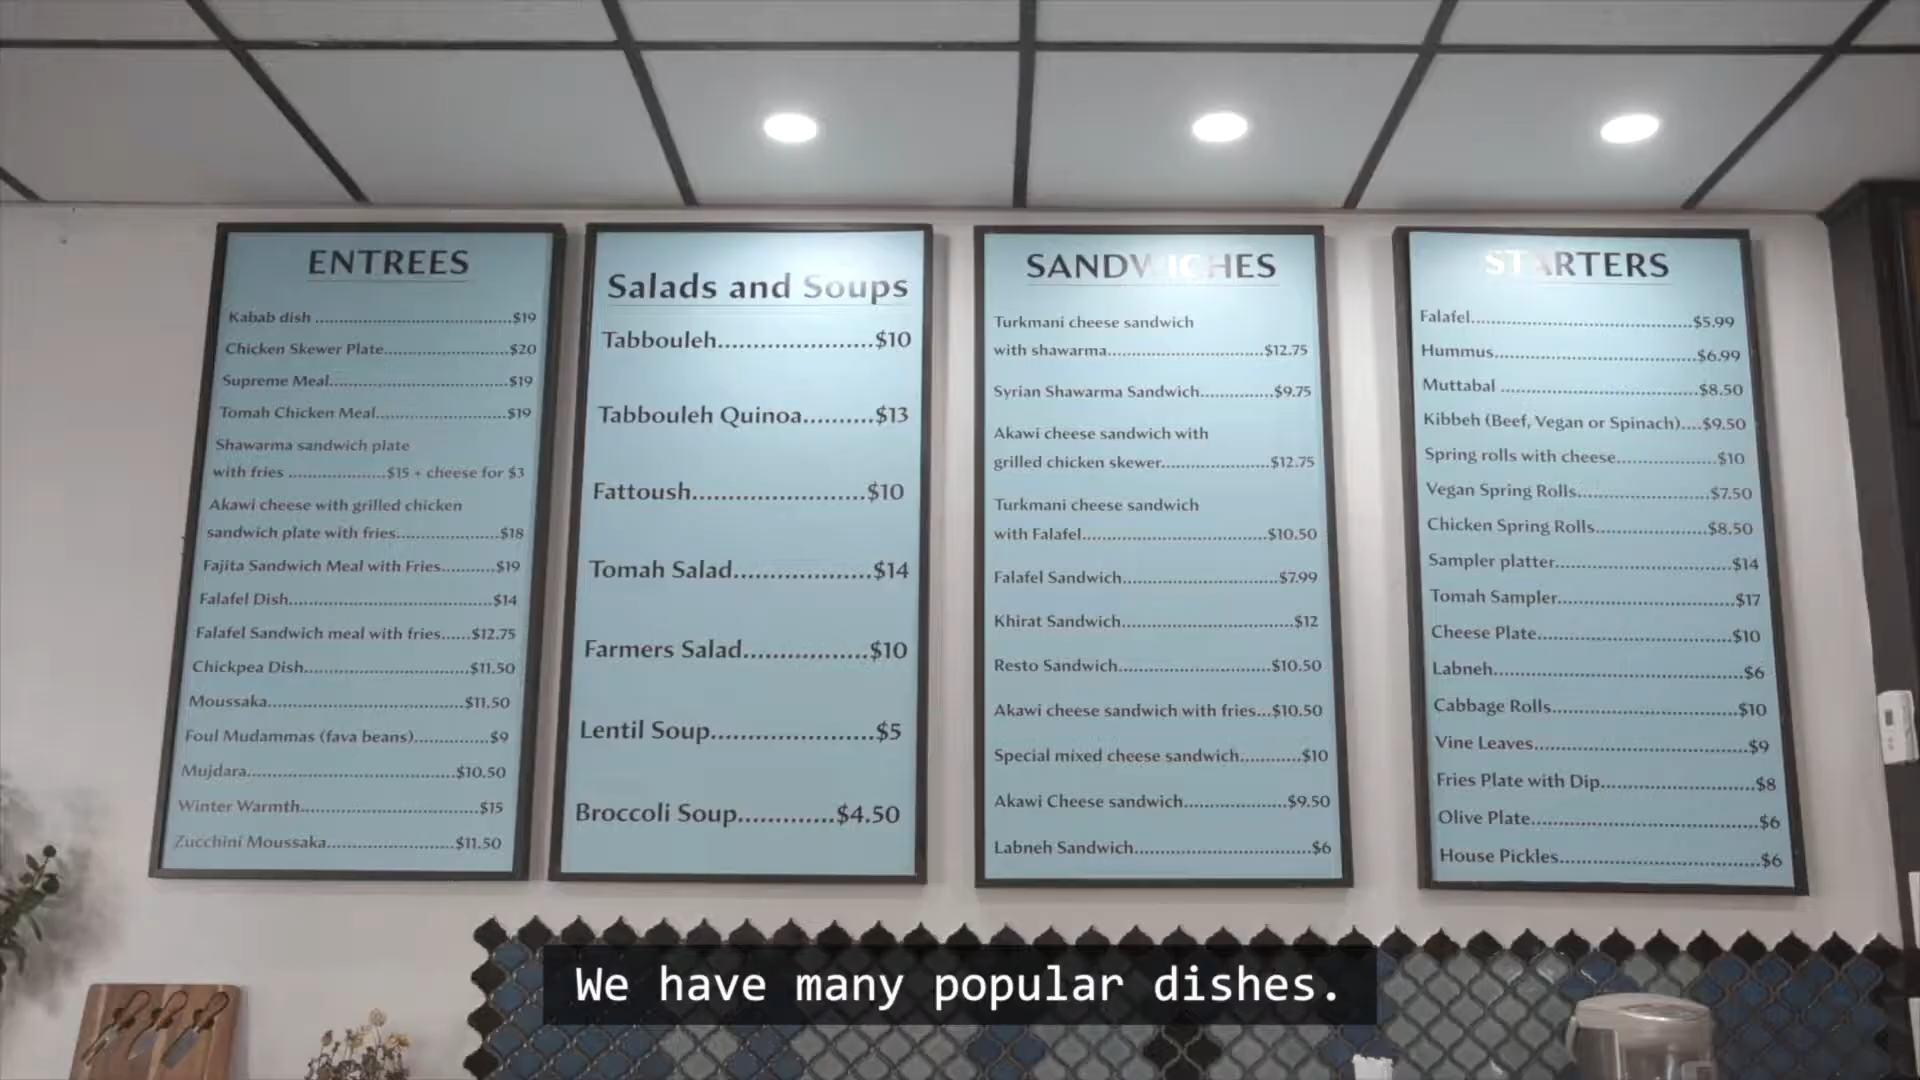 ENTREES
Kabab dish ................................................$19
Chicken Skewer Plate..............................$20
Supreme Meal...........................................$19
Tomah Chicken Meal...............................$19
Shawarma sandwich plate
with fries .......................$15 + cheese for $3
Akawi cheese with grilled chicken
sandwich plate with fries.........................$18
Fajita Sandwich Meal with Fries.............$19
Falafel Dish.................................................$14
Falafel Sandwich meal with fries......$12.75
Chickpea Dish........................................$11.50
Moussaka................................................$11.50
Foul Mudammas (fava beans)..................$9
Mujdara..................................................$10.50
Winter Warmth...........................................$15
Zucchini Moussaka...............................$11.50
Salads and Soups
Tabbouleh......................$10
Tabbouleh Quinoa..........$13
Fattoush........................$10
Tomah Salad...................$14
Farmers Salad.................$10
Lentil Soup.......................$5
Broccoli Soup.............$4.50
SANDWICHES
Turkmani cheese sandwich
with shawarma......................................$12.75
Syrian Shawarma Sandwich..................$9.75
Akawi cheese sandwich with
grilled chicken skewer..........................$12.75
Turkmani cheese sandwich
with Falafel.............................................$10.50
Falafel Sandwich......................................$7.99
Khirat Sandwich.........................................$12
Resto Sandwich.....................................$10.50
Akawi cheese sandwich with fries...$10.50
Special mixed cheese sandwich............$10
Akawi Cheese sandwich.........................$9.50
Labneh Sandwich..........................................$6
STARTERS
Falafel......................................................$5.99
Hummus..................................................$6.99
Muttabal ................................................$8.50
Kibbeh (Beef, Vegan or Spinach)....$9.50
Spring rolls with cheese.......................$10
Vegan Spring Rolls................................$7.50
Chicken Spring Rolls...........................$8.50
Sampler platter..........................................$14
Tomah Sampler..........................................$17
Cheese Plate...............................................$10
Labneh............................................................$6
Cabbage Rolls............................................$10
Vine Leaves...................................................$9
Fries Plate with Dip.....................................$8
Olive Plate......................................................$6
House Pickles................................................$6
We have many popular dishes.